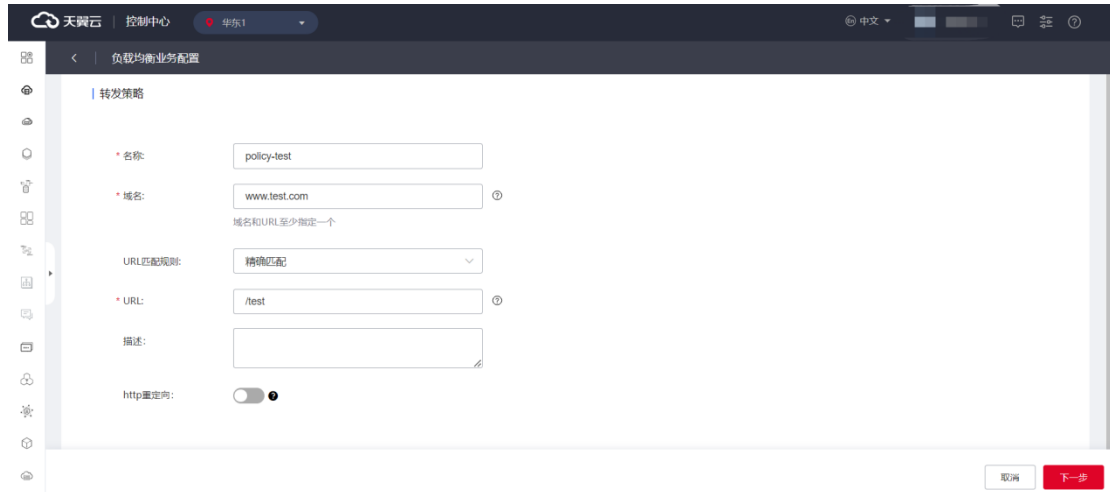 天翼云 | 控制中心 华东1 中文
< | 负载均衡业务配置
转发策略
* 名称: policy-test
* 域名: www.test.com
域名和URL至少指定一个
URL匹配规则: 精确匹配
* URL: /test
描述:
http重定向:
取消 下一步